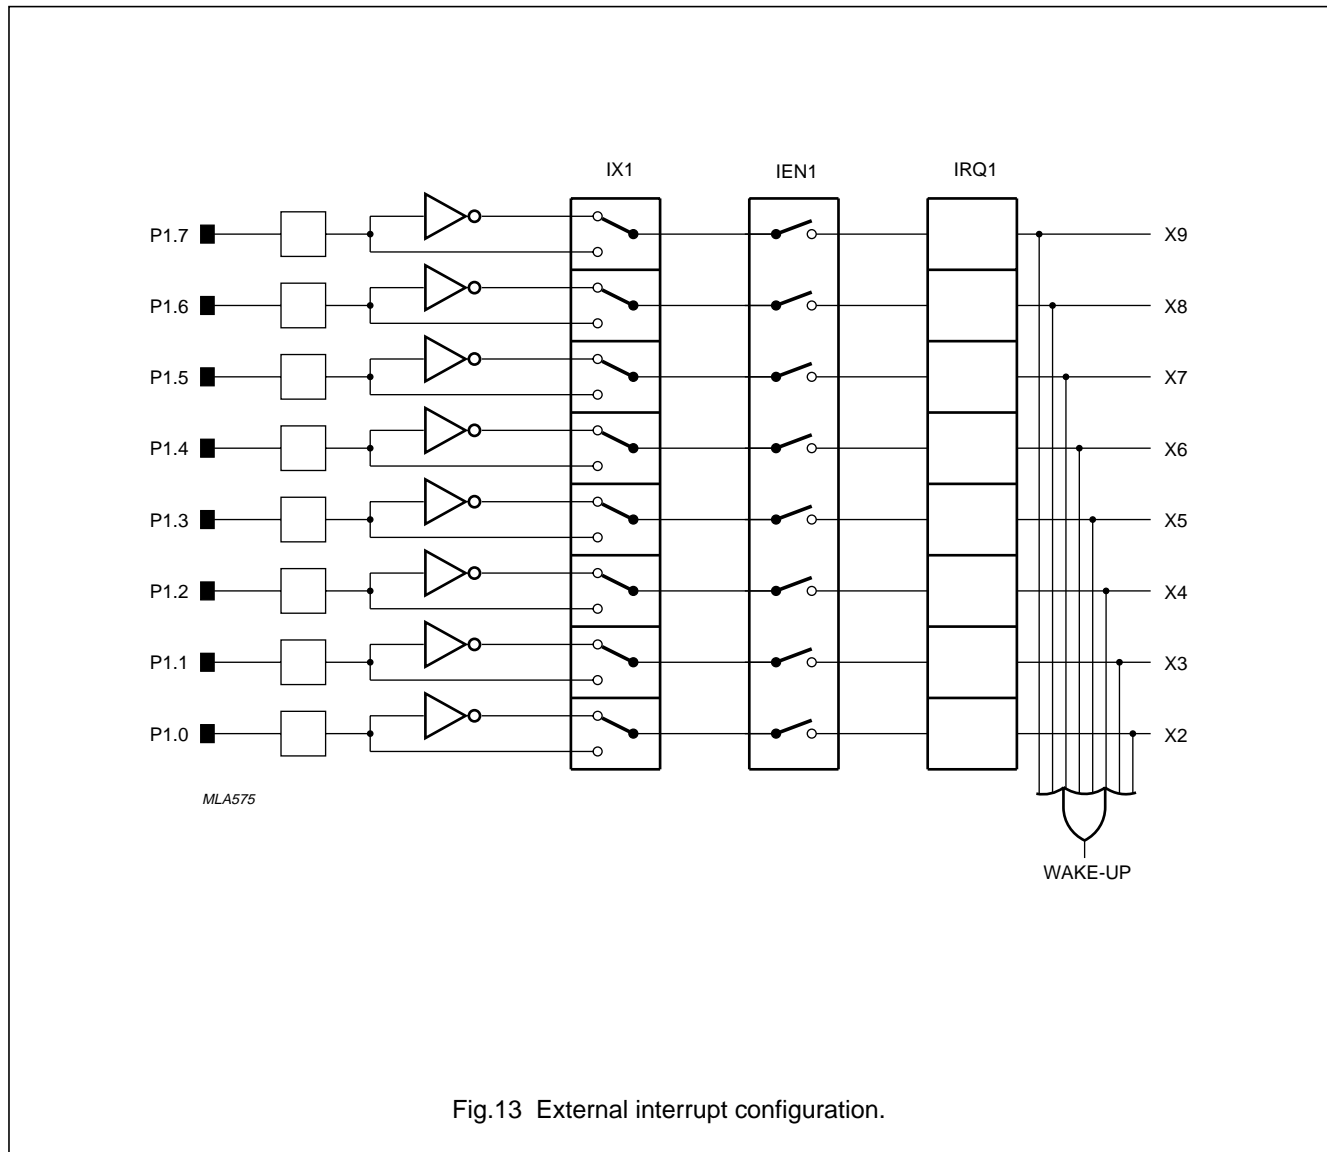 IX1 IEN1 IRQ1
P1.7 X9
P1.6 X8
P1.5 X7
P1.4 X6
P1.3 X5
P1.2 X4
P1.1 X3
P1.0 X2
MLA575
WAKE-UP
Fig.13 External interrupt configuration.